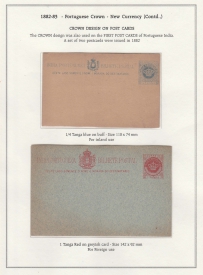 1882-83 - Portuguese Crown - New Currency (Contd.)
CROWN DESIGN ON POST CARDS
The CROWN design was also used on the FIRST POST CARDS of Portuguese India
A set of two postcards were issued in 1882
1/4 Tanga blue on buff - Size 118 x 74 mm
For inland use
1 Tanga Red on greyish card - Size 142 x 92 mm
For Foreign use